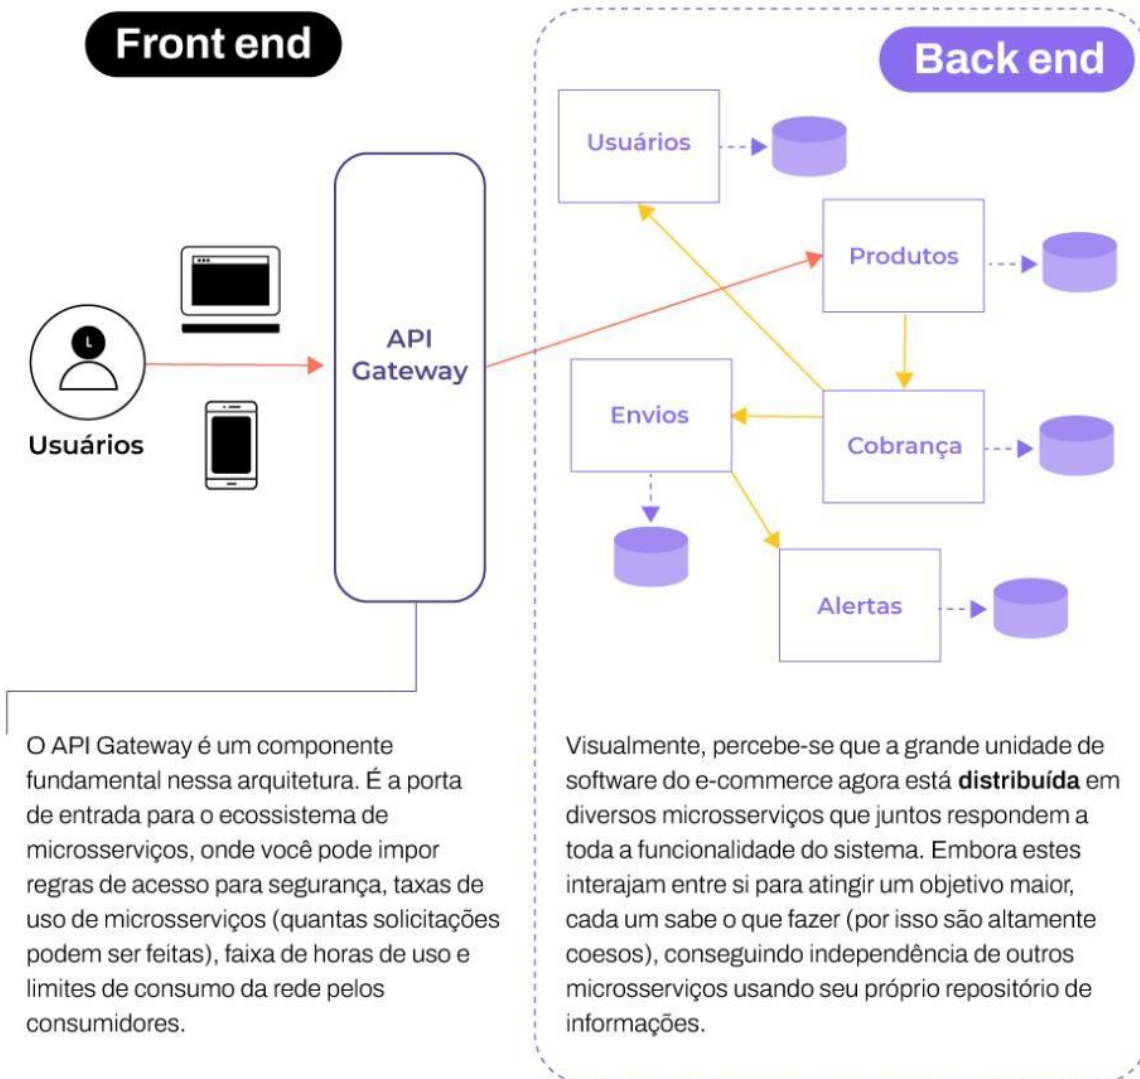 Front end
Back end
Usuários
Produtos
API
Gateway
Envios
Cobrança
Usuários
Alertas
O API Gateway é um componente
fundamental nessa arquitetura. É a porta
de entrada para o ecossistema de
microsserviços, onde você pode impor
regras de acesso para segurança, taxas de
uso de microsserviços (quantas solicitações
podem ser feitas), faixa de horas de uso e
limites de consumo da rede pelos
consumidores.
Visualmente, percebe-se que a grande unidade de
software do e-commerce agora está distribuída em
diversos microsserviços que juntos respondem a
toda a funcionalidade do sistema. Embora estes
interajam entre si para atingir um objetivo maior,
cada um sabe o que fazer (por isso são altamente
coesos), conseguindo independência de outros
microsserviços usando seu próprio repositório de
informações.